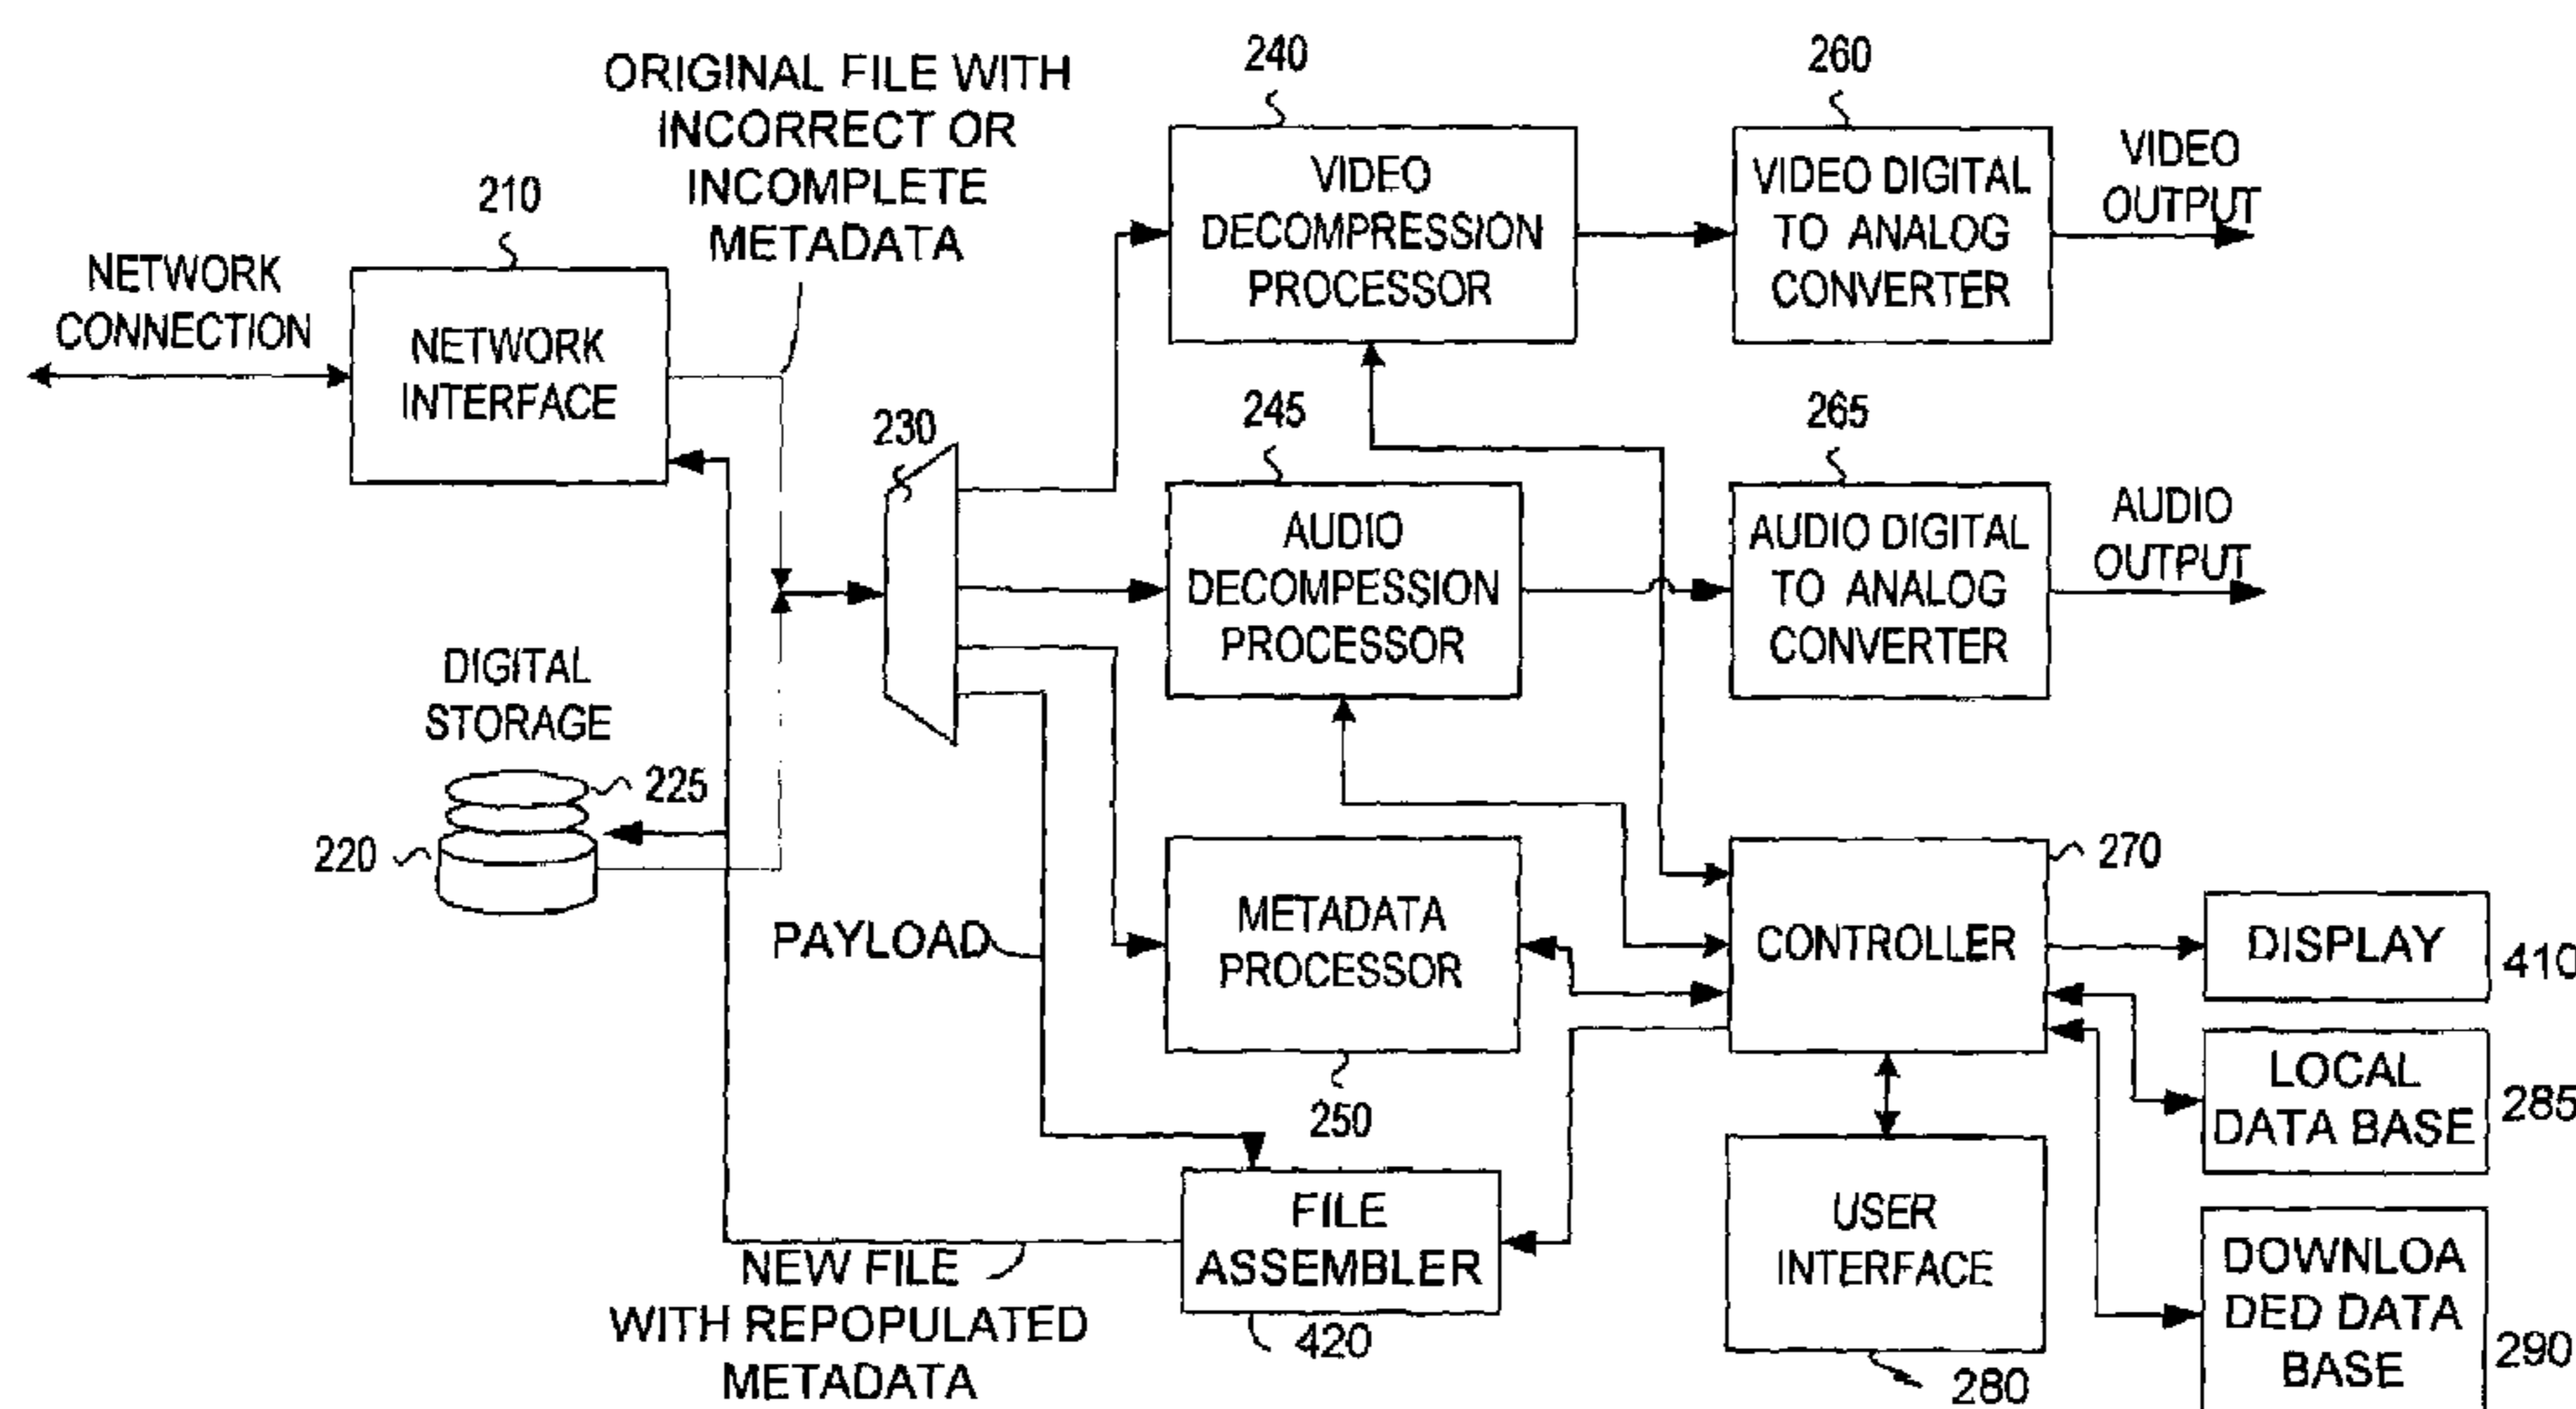 240
260
ORIGINAL FILE WITH
INCORRECT OR
INCOMPLETE
METADATA
VIDEO
DECOMPRESSION
PROCESSOR
VIDEO DIGITAL
TO ANALOG
CONVERTER
VIDEO
OUTPUT
210
NETWORK
CONNECTION
NETWORK
INTERFACE
230
245
265
AUDIO
DECOMPESSION
PROCESSOR
AUDIO DIGITAL
TO ANALOG
CONVERTER
AUDIO
OUTPUT
DIGITAL
STORAGE
225
220
PAYLOAD
METADATA
PROCESSOR
250
CONTROLLER
270
DISPLAY
410
LOCAL
DATA BASE
285
FILE
ASSEMBLER
420
USER
INTERFACE
280
DOWNLOA
DED DATA
BASE
290
NEW FILE
WITH REPOPULATED
METADATA